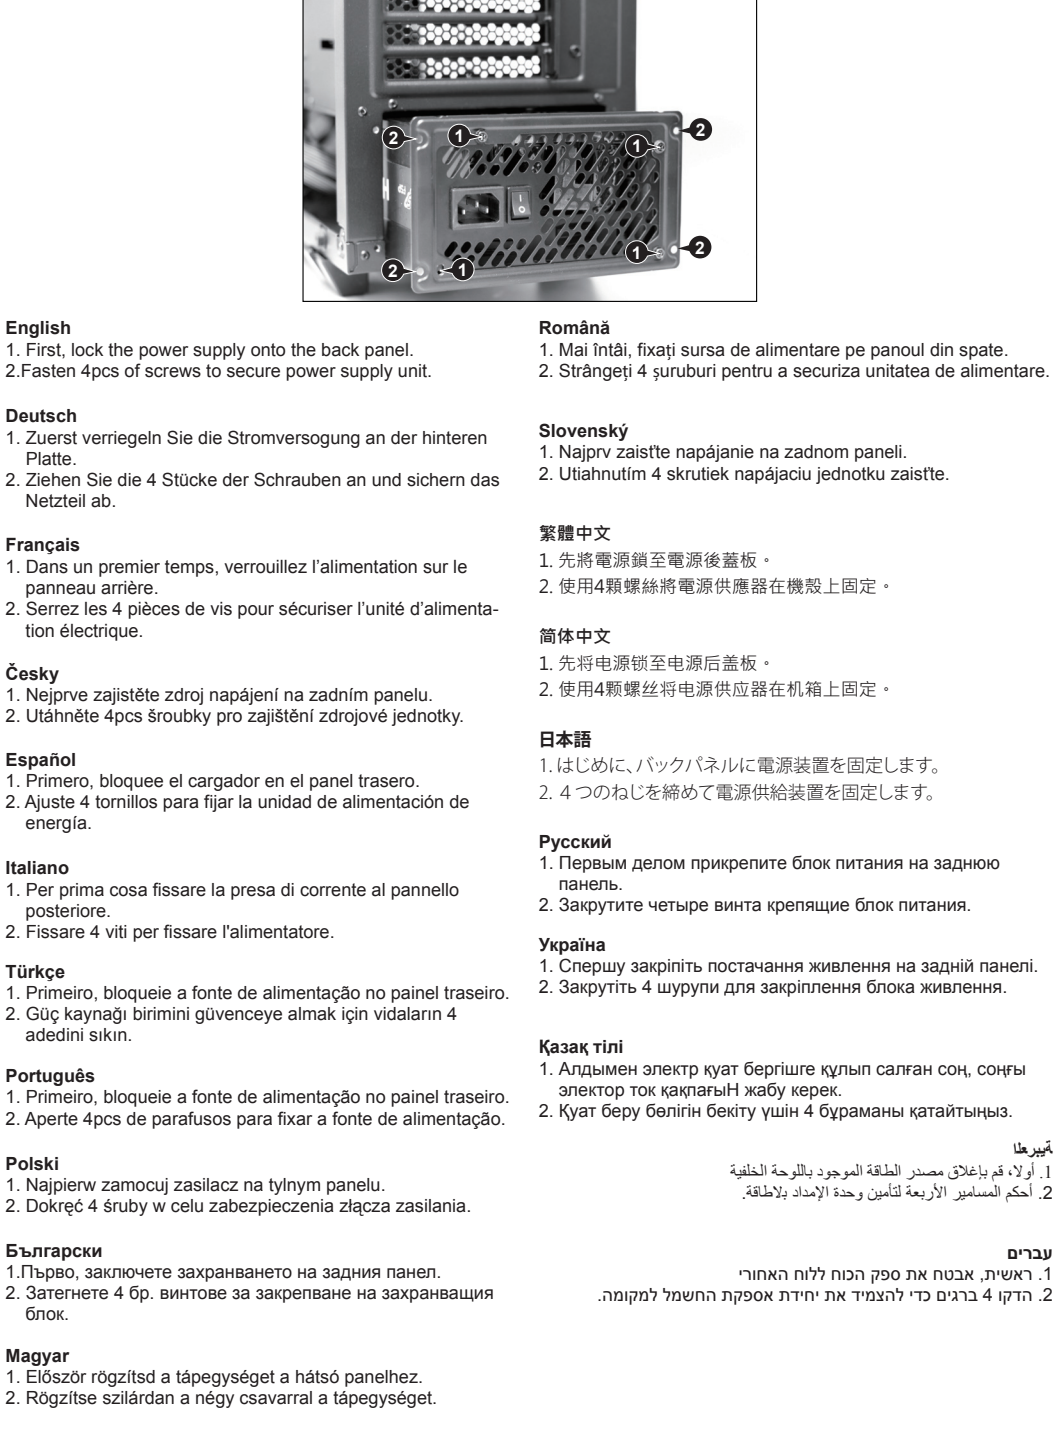 2
1
1
2
2
1
2
1
English
1. First, lock the power supply onto the back panel.
2.Fasten 4pcs of screws to secure power supply unit.
Deutsch
1. Zuerst verriegeln Sie die Stromversogung an der hinteren
Platte.
2. Ziehen Sie die 4 Stücke der Schrauben an und sichern das
Netzteil ab.
Français
1. Dans un premier temps, verrouillez l’alimentation sur le
panneau arrière.
2. Serrez les 4 pièces de vis pour sécuriser l’unité d’alimenta-
tion électrique.
Česky
1. Nejprve zajistěte zdroj napájení na zadním panelu.
2. Utáhněte 4pcs šroubky pro zajištění zdrojové jednotky.
Español
1. Primero, bloquee el cargador en el panel trasero.
2. Ajuste 4 tornillos para fijar la unidad de alimentación de
energía.
Italiano
1. Per prima cosa fissare la presa di corrente al pannello
posteriore.
2. Fissare 4 viti per fissare l'alimentatore.
Türkçe
1. Primeiro, bloqueie a fonte de alimentação no painel traseiro.
2. Güç kaynağı birimini güvenceye almak için vidaların 4
adedini sıkın.
Português
1. Primeiro, bloqueie a fonte de alimentação no painel traseiro.
2. Aperte 4pcs de parafusos para fixar a fonte de alimentação.
Polski
1. Najpierw zamocuj zasilacz na tylnym panelu.
2. Dokręć 4 śruby w celu zabezpieczenia złącza zasilania.
Български
1.Първо, заключете захранването на задния панел.
2. Затегнете 4 бр. винтове за закрепване на захранващия
блок.
Magyar
1. Először rögzítsd a tápegységet a hátsó panelhez.
2. Rögzítse szilárdan a négy csavarral a tápegységet.
Română
1. Mai întâi, fixați sursa de alimentare pe panoul din spate.
2. Strângeți 4 șuruburi pentru a securiza unitatea de alimentare.
Slovenský
1. Najprv zaisťte napájanie na zadnom paneli.
2. Utiahnutím 4 skrutiek napájaciu jednotku zaisťte.
繁體中文
1. 先將電源鎖至電源後蓋板。
2. 使用4顆螺絲將電源供應器在機殼上固定。
简体中文
1. 先将电源锁至电源后盖板。
2. 使用4颗螺丝将电源供应器在机箱上固定。
日本語
1. はじめに、バックパネルに電源装置を固定します。
2. ４つのねじを締めて電源供給装置を固定します。
Русский
1. Первым делом прикрепите блок питания на заднюю
панель.
2. Закрутите четыре винта крепящие блок питания.
Україна
1. Спершу закріпіть постачання живлення на задній панелі.
2. Закрутіть 4 шурупи для закріплення блока живлення.
Қазақ тілі
1. Алдымен электр қуат бергішге құлып салған соң, соңғы
электор ток қақпағыН жабу керек.
2. Қуат беру бөлігін бекіту үшін 4 бұраманы қатайтыңыз.
ةيبرعلا
1. أولا، قم بإغلاق مصدر الطاقة الموجود باللوحة الخلفية
2. أحكم المسامير الأربعة لتأمين وحدة الإمداد بلاطاقة.
עברים
1. ראשית, אבטח את ספק הכוח ללוח האחורי
2. הדקו 4 ברגים כדי להצמיד את יחידת אספקת החשמל למקומה.